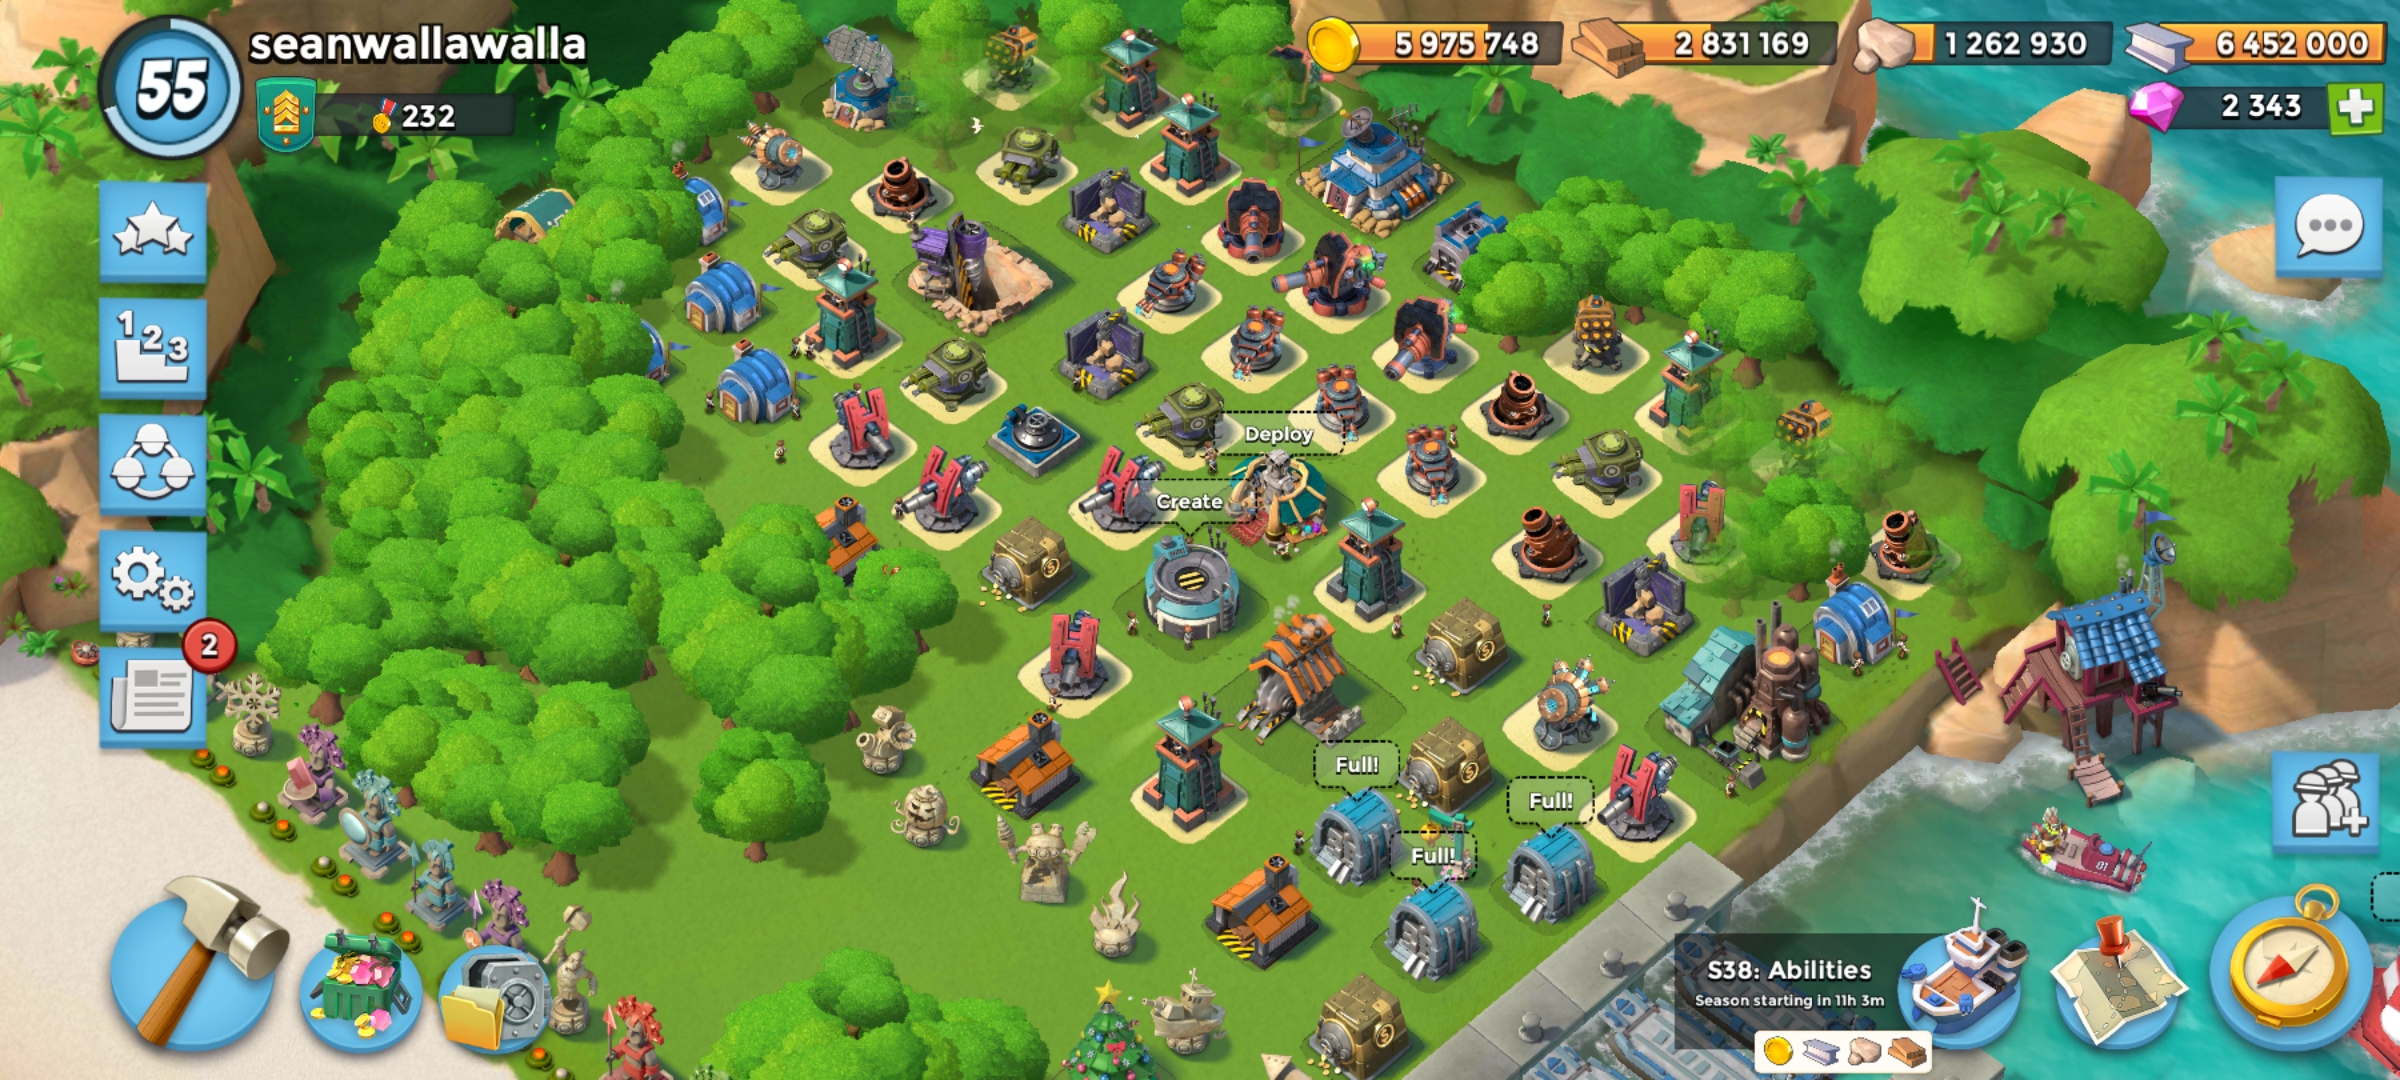 55
seanwallawalla
232
5 975 748
2 831 169
1 262 930
6 452 000
2 343
123
2
Deploy
Create
Full!
Full!
Full!
S38: Abilities
Season starting in 11h 3m